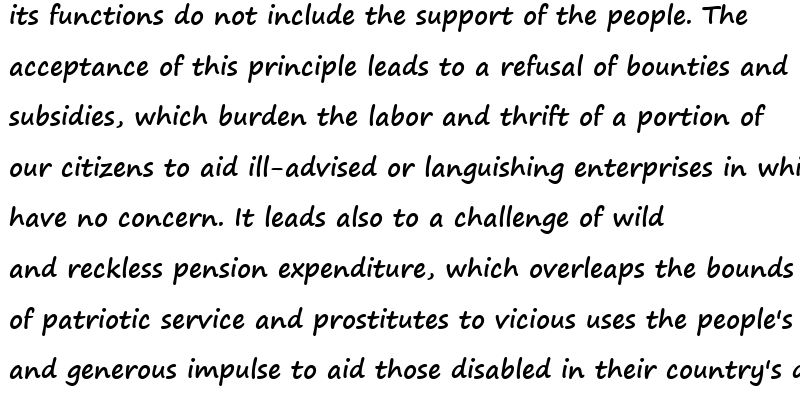 its functions do not include the support of the people. The
acceptance of this principle leads to a refusal of bounties and
subsidies, which burden the labor and thrift of a portion of
our citizens to aid ill-advised or languishing enterprises in
have no concern. It leads also to a challenge of wild
and reckless pension expenditure, which overleaps the bounds
of patriotic service and prostitutes to vicious uses the people's
and generous impulse to aid those disabled in their country's